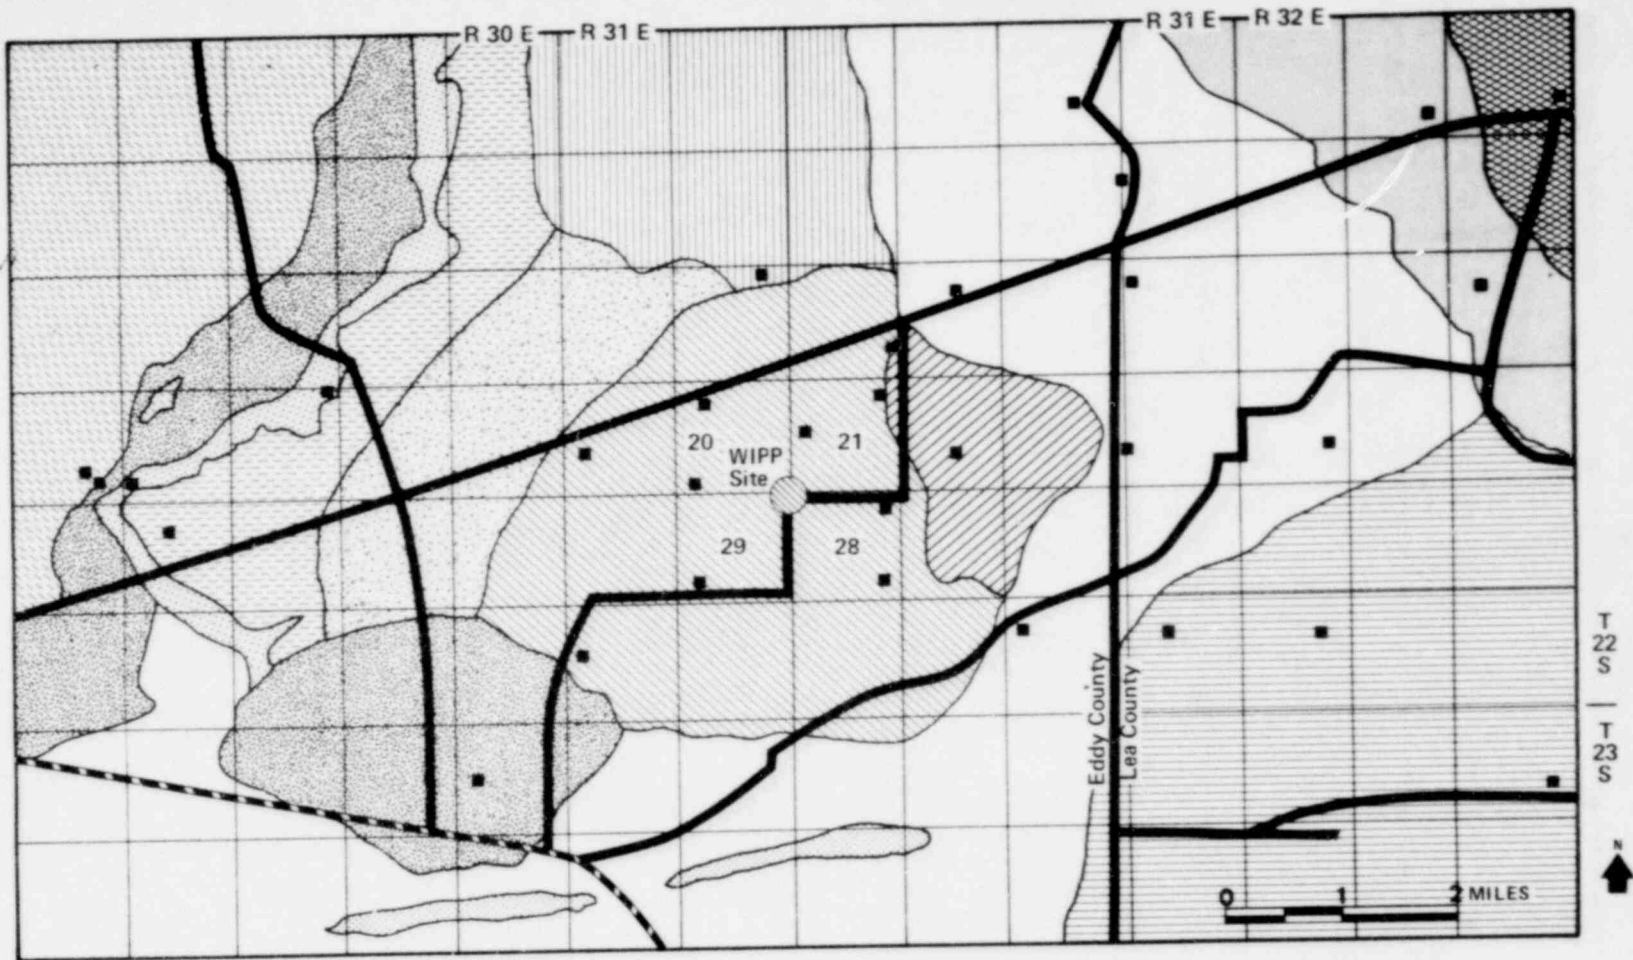 R 30 E R 31 E
R 31 E R 32 E
20
WIPP
Site
21
29
28
T
22
S
T
23
S
Eddy County
Lea County
N
0 1 2 MILES